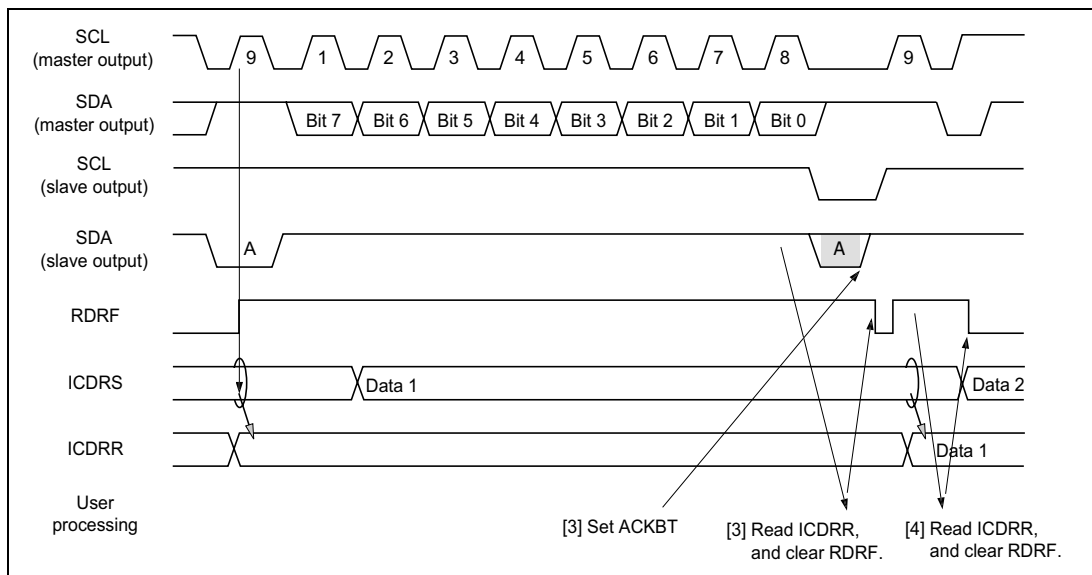 SCL
(master output)
9 1 2 3 4 5 6 7 8 9
SDA
(master output)
Bit 7 Bit 6 Bit 5 Bit 4 Bit 3 Bit 2 Bit 1 Bit 0
SCL
(slave output)
SDA
(slave output)
A A
RDRF
ICDRS
Data 1 Data 2
ICDRR
Data 1
User
processing
[3] Set ACKBT
[3] Read ICDRR,
and clear RDRF.
[4] Read ICDRR,
and clear RDRF.